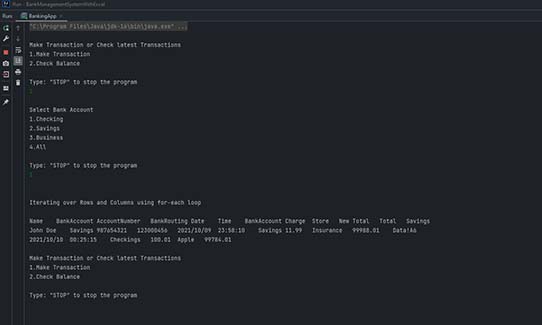 Run - BankManagementSystemWithExcel
Run: BankingApp
"C:\Program Files\Java\jdk-16\bin\java.exe" ...
Make Transaction or Check latest Transactions
1.Make Transaction
2.Check Balance
Type: "STOP" to stop the program
1
Select Bank Account
1.Checking
2.Savings
3.Business
4.All
Type: "STOP" to stop the program
1
Iterating over Rows and Columns using for-each loop
Name BankAccount AccountNumber BankRouting Date Time BankAccount Charge Store New Total Total Savings
John Doe Savings 987654321 123000456 2021/10/09 23:58:10 Savings 11.99 Insurance 99988.01 Data!A6
2021/10/10 00:25:15 Checkings 100.01 Apple 99784.01
Make Transaction or Check latest Transactions
1.Make Transaction
2.Check Balance
Type: "STOP" to stop the program